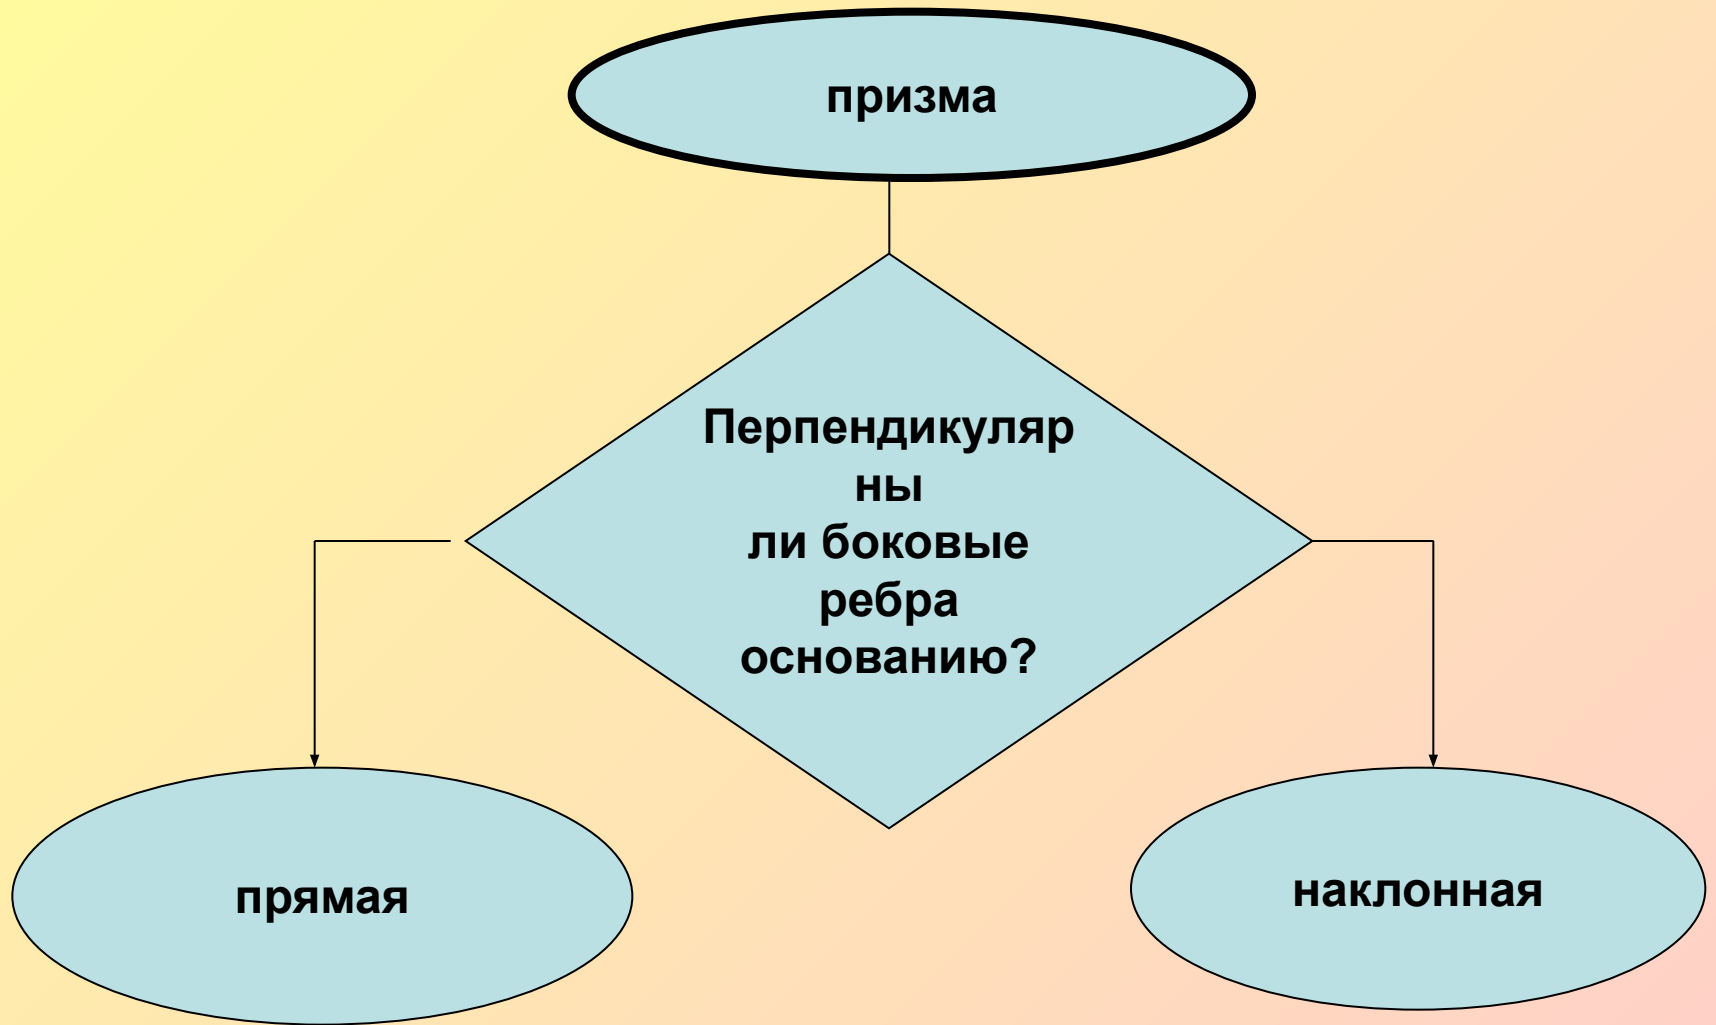 призма
Перпендикуляр
ны
ли боковые
ребра
основанию?
прямая
наклонная